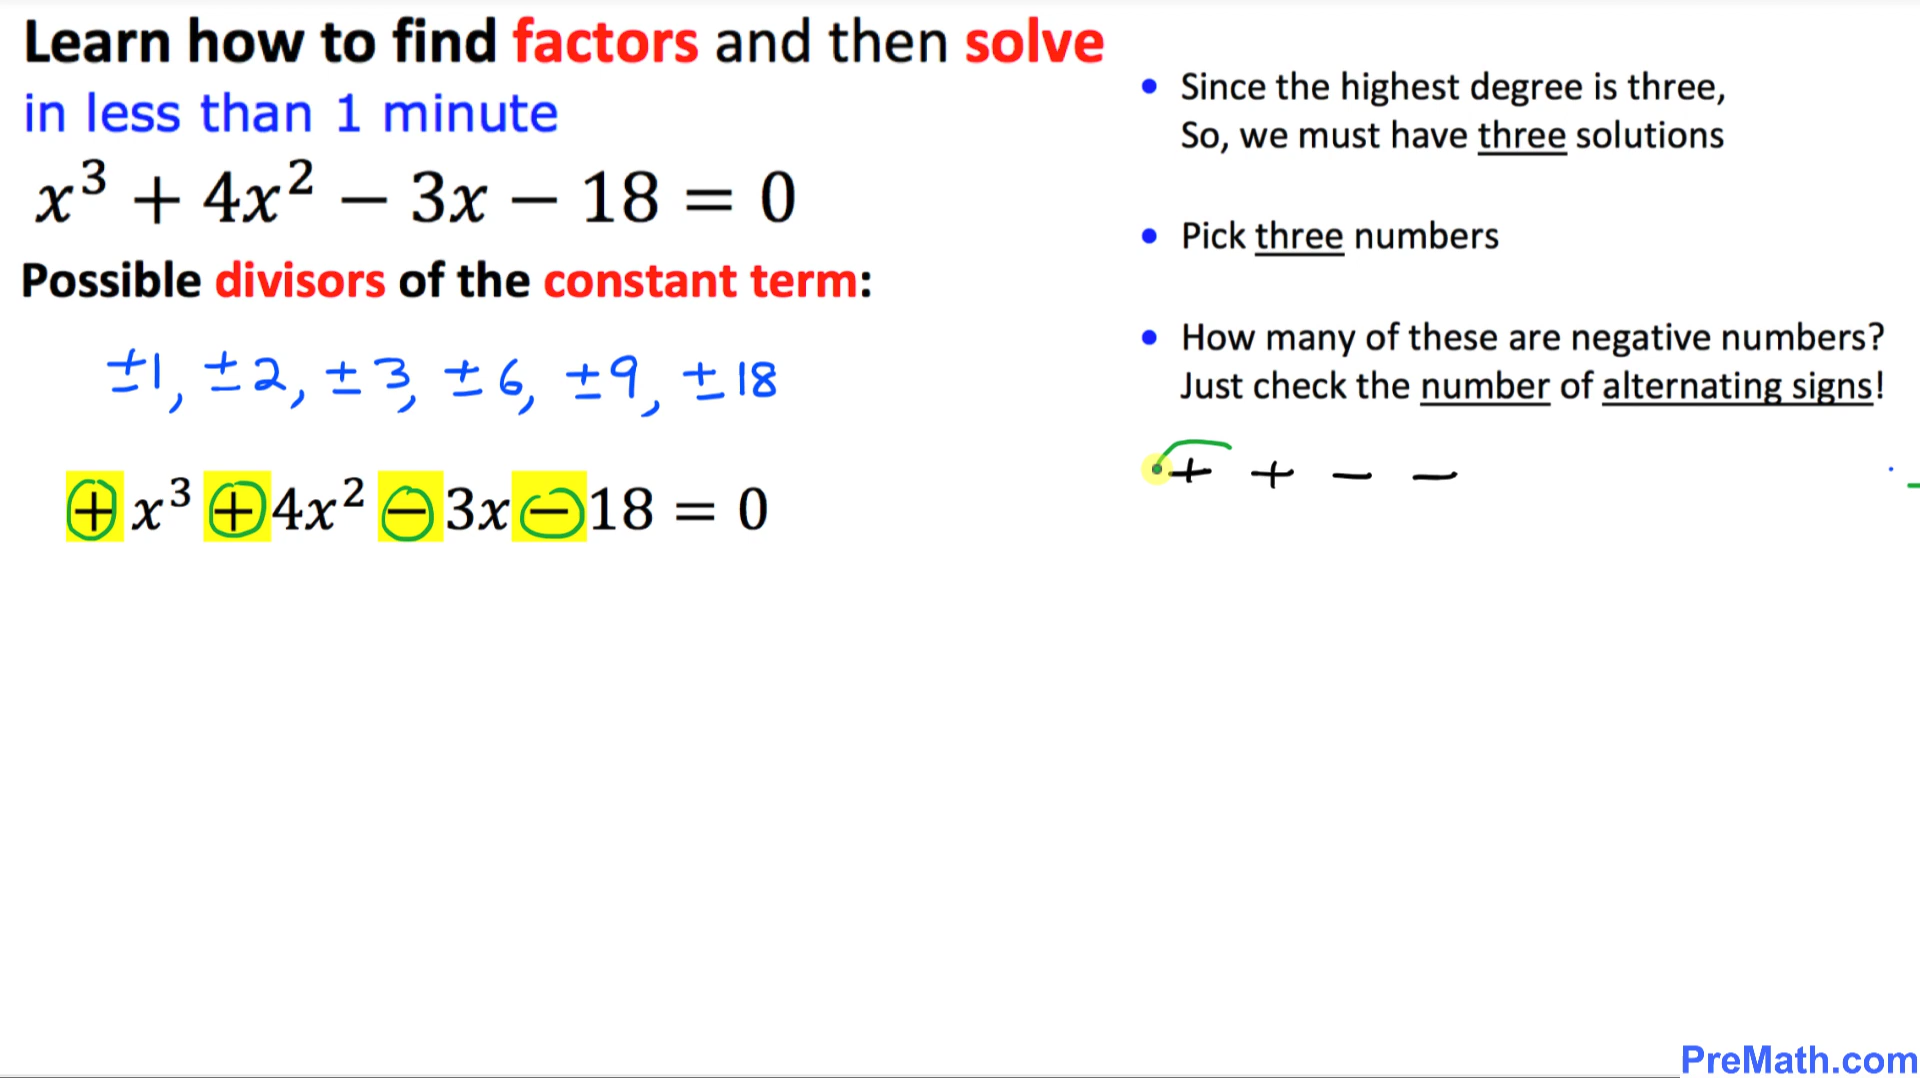 Learn how to find factors and then solve
in less than 1 minute
x³ + 4x² − 3x − 18 = 0
Possible divisors of the constant term:
±1, ±2, ±3, ±6, ±9, ±18
+x³ +4x² −3x −18 = 0
• Since the highest degree is three,
So, we must have three solutions
• Pick three numbers
• How many of these are negative numbers?
Just check the number of alternating signs!
+ + − −
PreMath.com